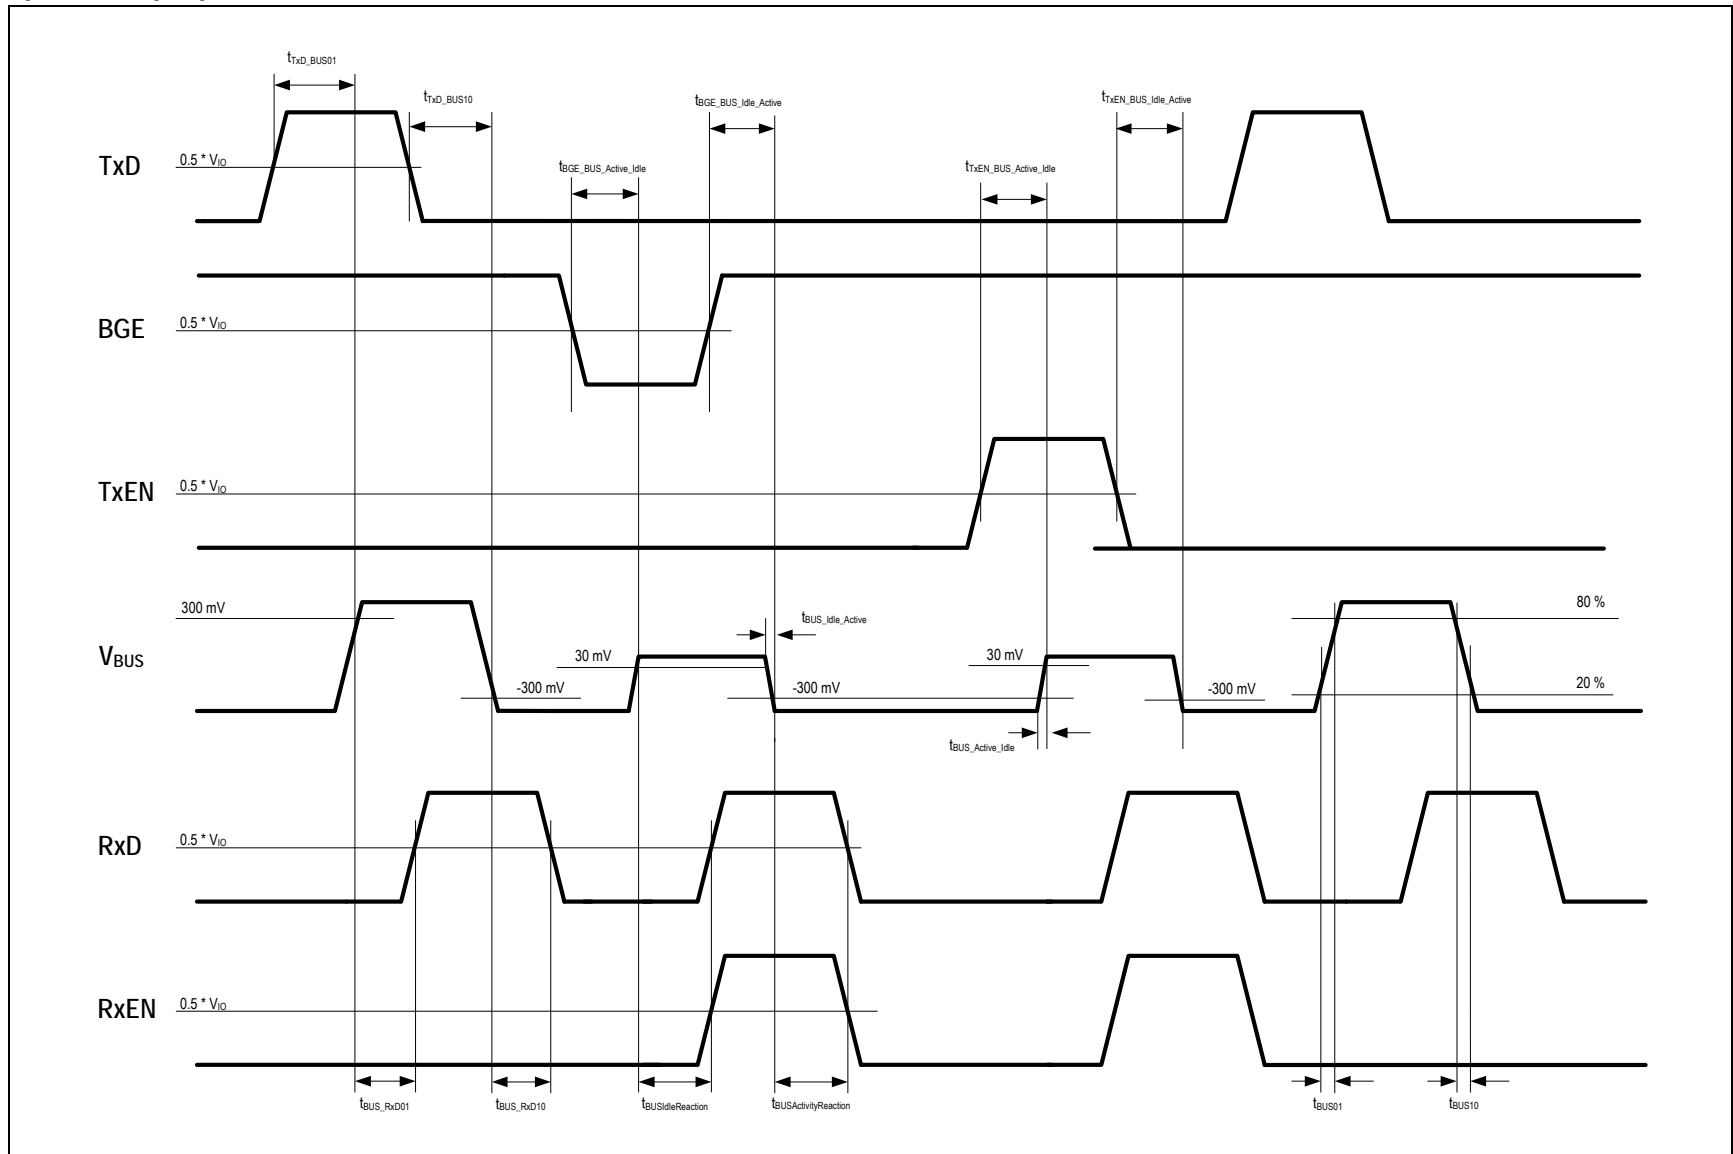 tTxD_BUS01
tTxD_BUS10
tBGE_BUS_Idle_Active
tTxEN_BUS_Idle_Active
TxD
0.5 * VIO
tBGE_BUS_Active_Idle
tTxEN_BUS_Active_Idle
BGE
0.5 * VIO
TxEN
0.5 * VIO
300 mV
80 %
tBUS_Idle_Active
VBUS
30 mV
30 mV
-300 mV
-300 mV
-300 mV
20 %
tBUS_Active_Idle
RxD
0.5 * VIO
RxEN
0.5 * VIO
tBUS_RxD01
tBUS_RxD10
tBUSIdleReaction
tBUSActivityReaction
tBUS01
tBUS10